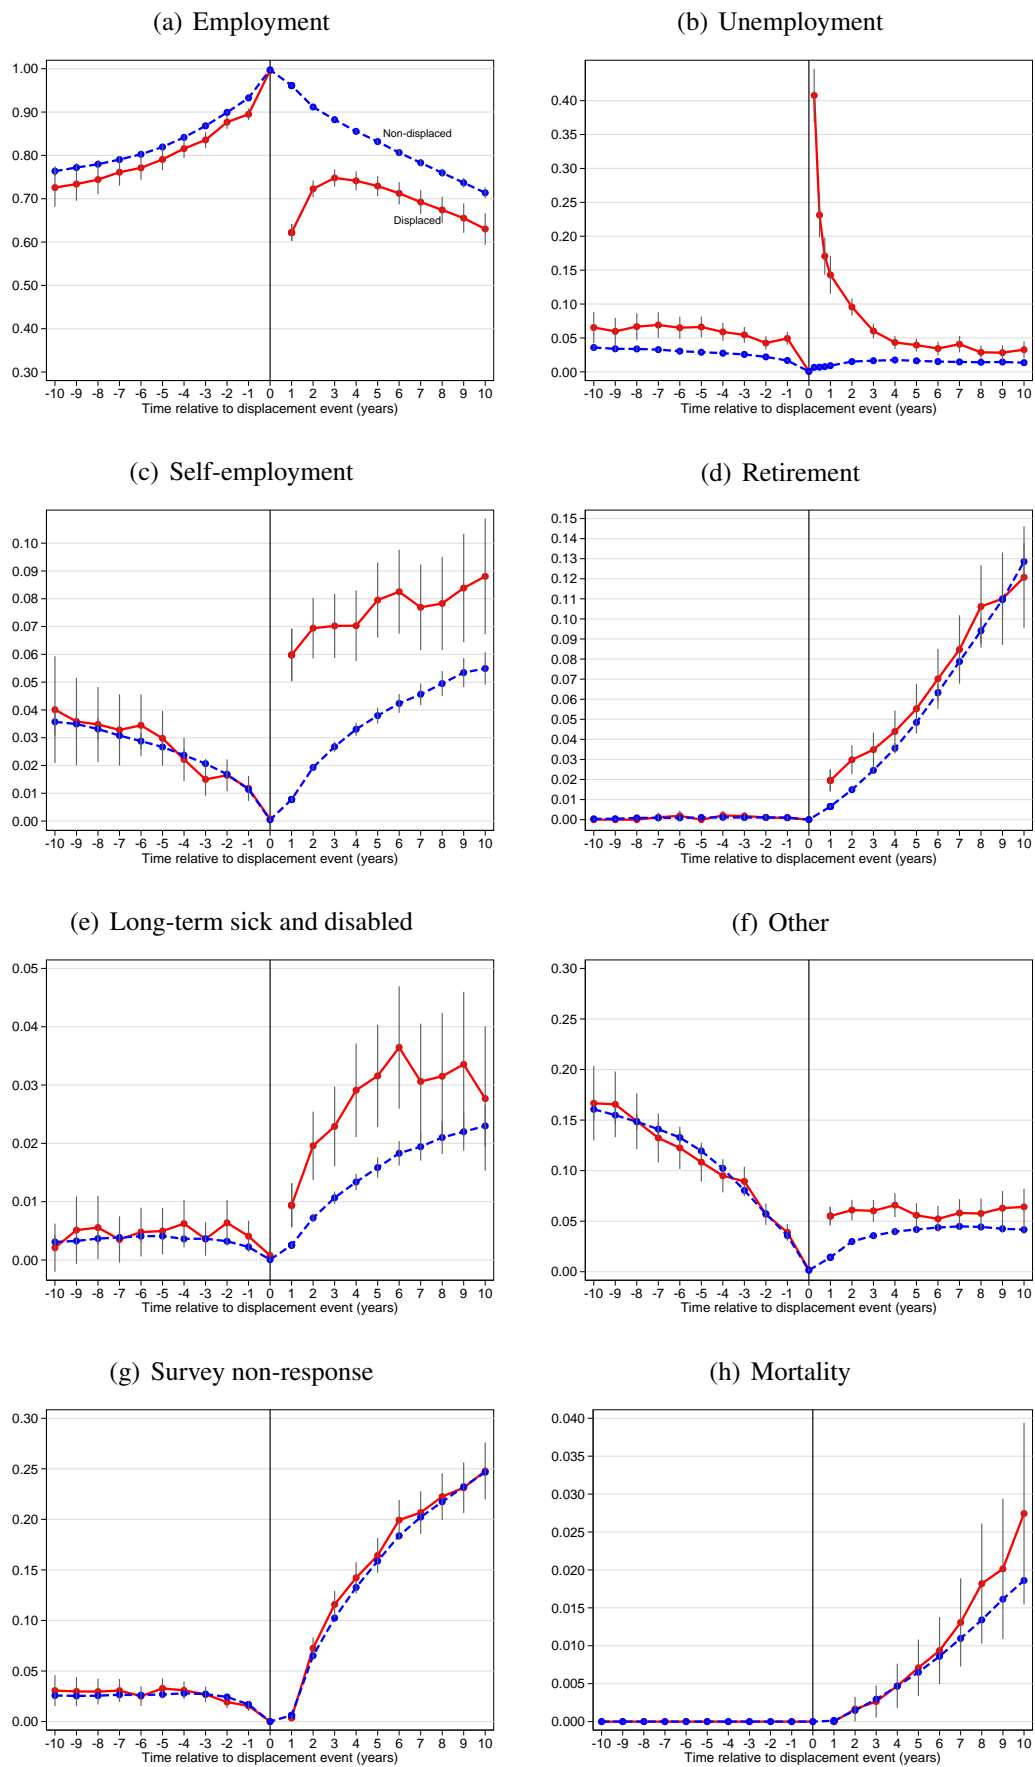 (a) Employment
1.00
0.90
0.80
0.70
0.60
0.50
0.40
0.30
Non-displaced
Displaced
-10 -9 -8 -7 -6 -5 -4 -3 -2 -1 0 1 2 3 4 5 6 7 8 9 10
Time relative to displacement event (years)
(b) Unemployment
0.40
0.35
0.30
0.25
0.20
0.15
0.10
0.05
0.00
-10 -9 -8 -7 -6 -5 -4 -3 -2 -1 0 1 2 3 4 5 6 7 8 9 10
Time relative to displacement event (years)
(c) Self-employment
0.10
0.09
0.08
0.07
0.06
0.05
0.04
0.03
0.02
0.01
0.00
-10 -9 -8 -7 -6 -5 -4 -3 -2 -1 0 1 2 3 4 5 6 7 8 9 10
Time relative to displacement event (years)
(d) Retirement
0.15
0.14
0.13
0.12
0.11
0.10
0.09
0.08
0.07
0.06
0.05
0.04
0.03
0.02
0.01
0.00
-10 -9 -8 -7 -6 -5 -4 -3 -2 -1 0 1 2 3 4 5 6 7 8 9 10
Time relative to displacement event (years)
(e) Long-term sick and disabled
0.05
0.04
0.03
0.02
0.01
0.00
-10 -9 -8 -7 -6 -5 -4 -3 -2 -1 0 1 2 3 4 5 6 7 8 9 10
Time relative to displacement event (years)
(f) Other
0.30
0.25
0.20
0.15
0.10
0.05
0.00
-10 -9 -8 -7 -6 -5 -4 -3 -2 -1 0 1 2 3 4 5 6 7 8 9 10
Time relative to displacement event (years)
(g) Survey non-response
0.30
0.25
0.20
0.15
0.10
0.05
0.00
-10 -9 -8 -7 -6 -5 -4 -3 -2 -1 0 1 2 3 4 5 6 7 8 9 10
Time relative to displacement event (years)
(h) Mortality
0.040
0.035
0.030
0.025
0.020
0.015
0.010
0.005
0.000
-10 -9 -8 -7 -6 -5 -4 -3 -2 -1 0 1 2 3 4 5 6 7 8 9 10
Time relative to displacement event (years)